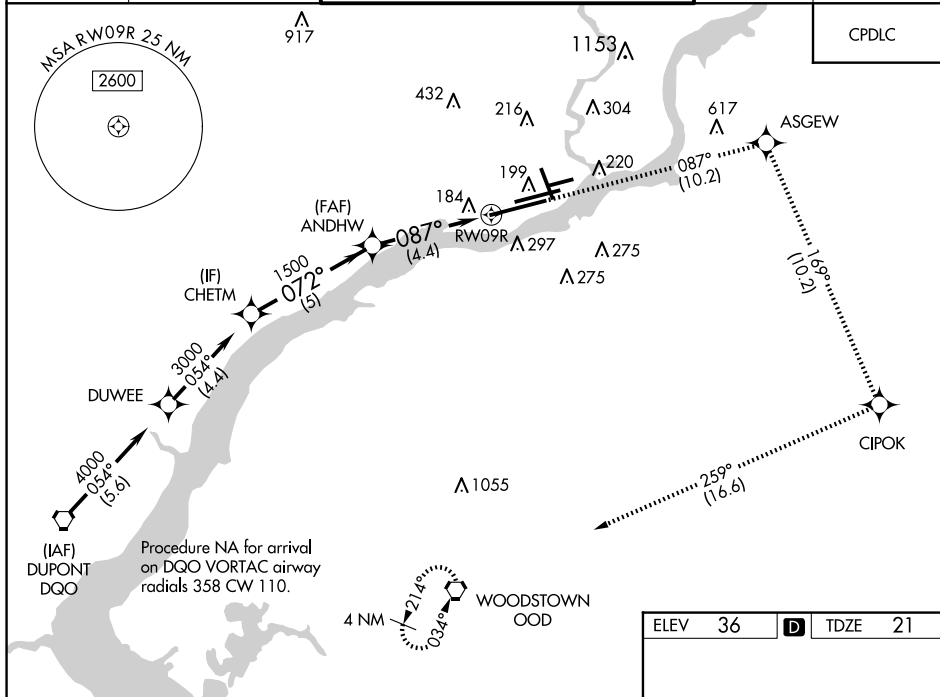 MSA RW09R 25 NM
2600
917
1153
CPDLC
432
216
304
617
ASGEW
199
220
087°
(10.2)
184
RW09R
(FAF)
ANDHW
087°
(4.4)
297
275
275
1500
072°
(5)
(IF)
CHETM
169°
(10.2)
3000
054°
(4.4)
DUWEE
CIPOK
4000
054°
(5.6)
259°
(16.6)
1055
(IAF)
DUPONT
DQO
Procedure NA for arrival
on DQO VORTAC airway
radials 358 CW 110.
4 NM
214°
034°
WOODSTOWN
OOD
ELEV 36 D TDZE 21